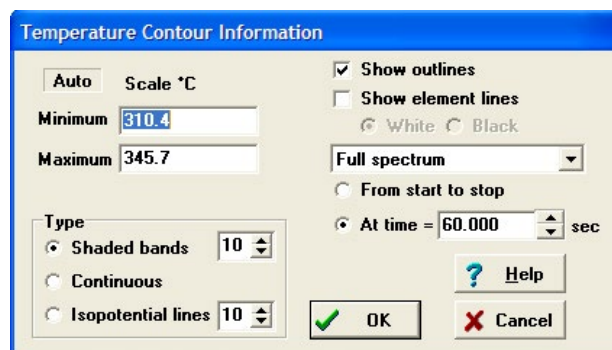 Temperature Contour Information
Auto
Scale °C
Minimum 310.4
Maximum 345.7
Type
Shaded bands 10
Continuous
Isopotential lines 10
Show outlines
Show element lines
White Black
Full spectrum
From start to stop
At time = 60.000 sec
? Help
OK
Cancel